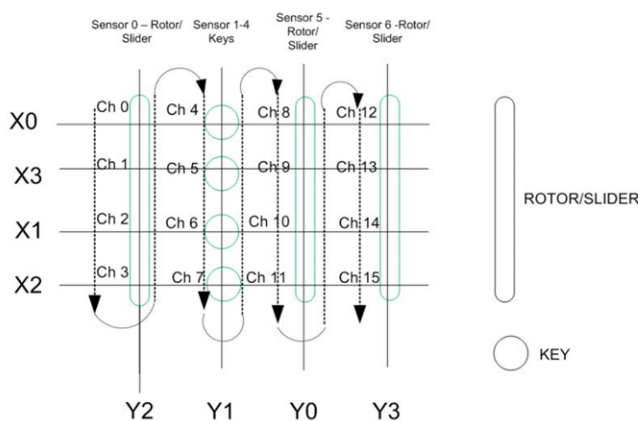 Sensor 0 – Rotor/
Slider
Sensor 1-4
Keys
Sensor 5 -
Rotor/
Slider
Sensor 6 -Rotor/
Slider
Ch 0
Ch 4
Ch 8
Ch 12
X0
Ch 1
Ch 5
Ch 9
Ch 13
X3
Ch 2
Ch 6
Ch 10
Ch 14
X1
Ch 3
Ch 7
Ch 11
Ch 15
X2
Y2
Y1
Y0
Y3
ROTOR/SLIDER
KEY